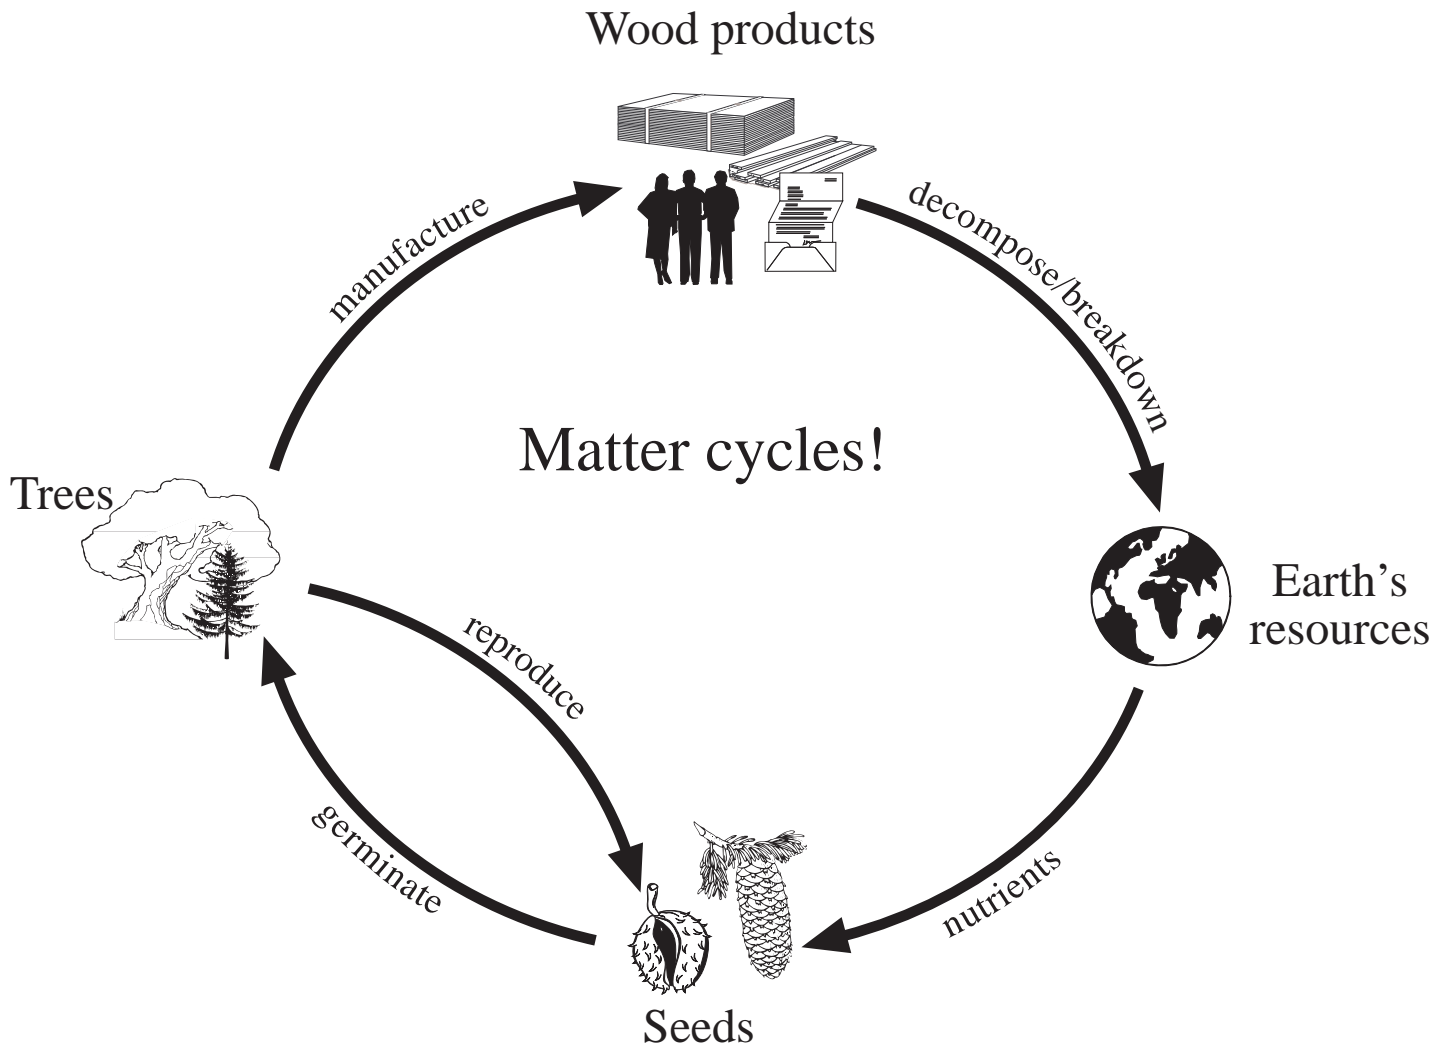 Wood products
manufacture
decompose/breakdown
Matter cycles!
Trees
Earth’s
resources
reproduce
germinate
nutrients
Seeds